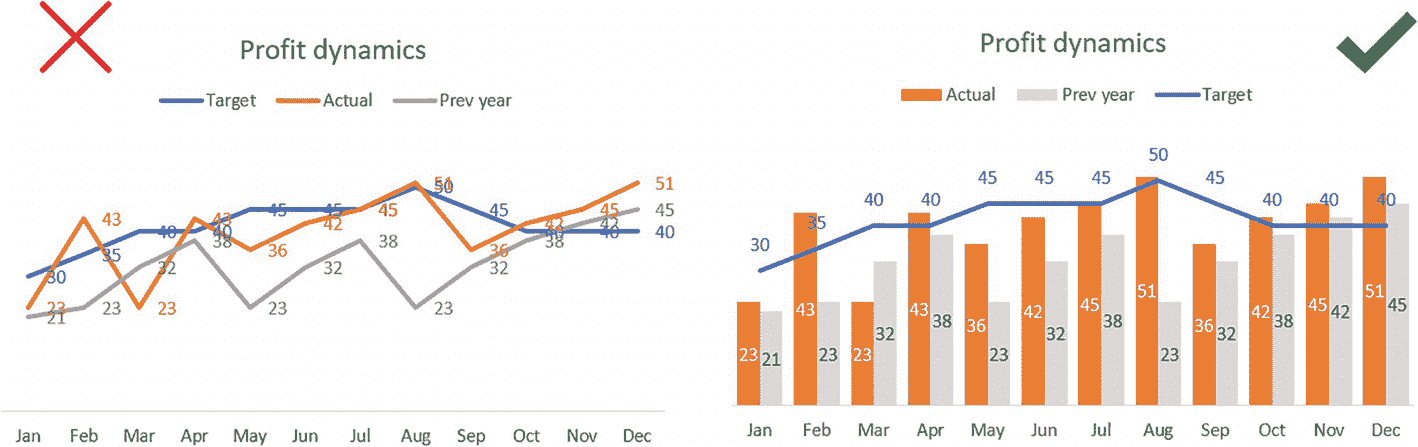 Profit dynamics
Target Actual Prev year
30 35 40 40 45 45 45 50 45 40 40 40
23 43 23 43 36 42 45 51 36 42 45 51
21 23 32 38 23 32 38 23 32 38 42 45
Jan Feb Mar Apr May Jun Jul Aug Sep Oct Nov Dec
Profit dynamics
Actual Prev year Target
30 35 40 40 45 45 45 50 45 40 40 40
23 43 23 43 36 42 45 51 36 42 45 51
21 23 32 38 23 32 38 23 32 38 42 45
Jan Feb Mar Apr May Jun Jul Aug Sep Oct Nov Dec